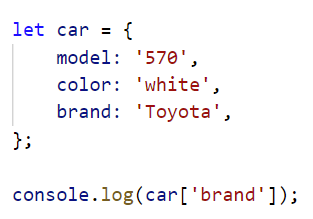 let car = {
    model: '570',
    color: 'white',
    brand: 'Toyota',
};

console.log(car['brand']);